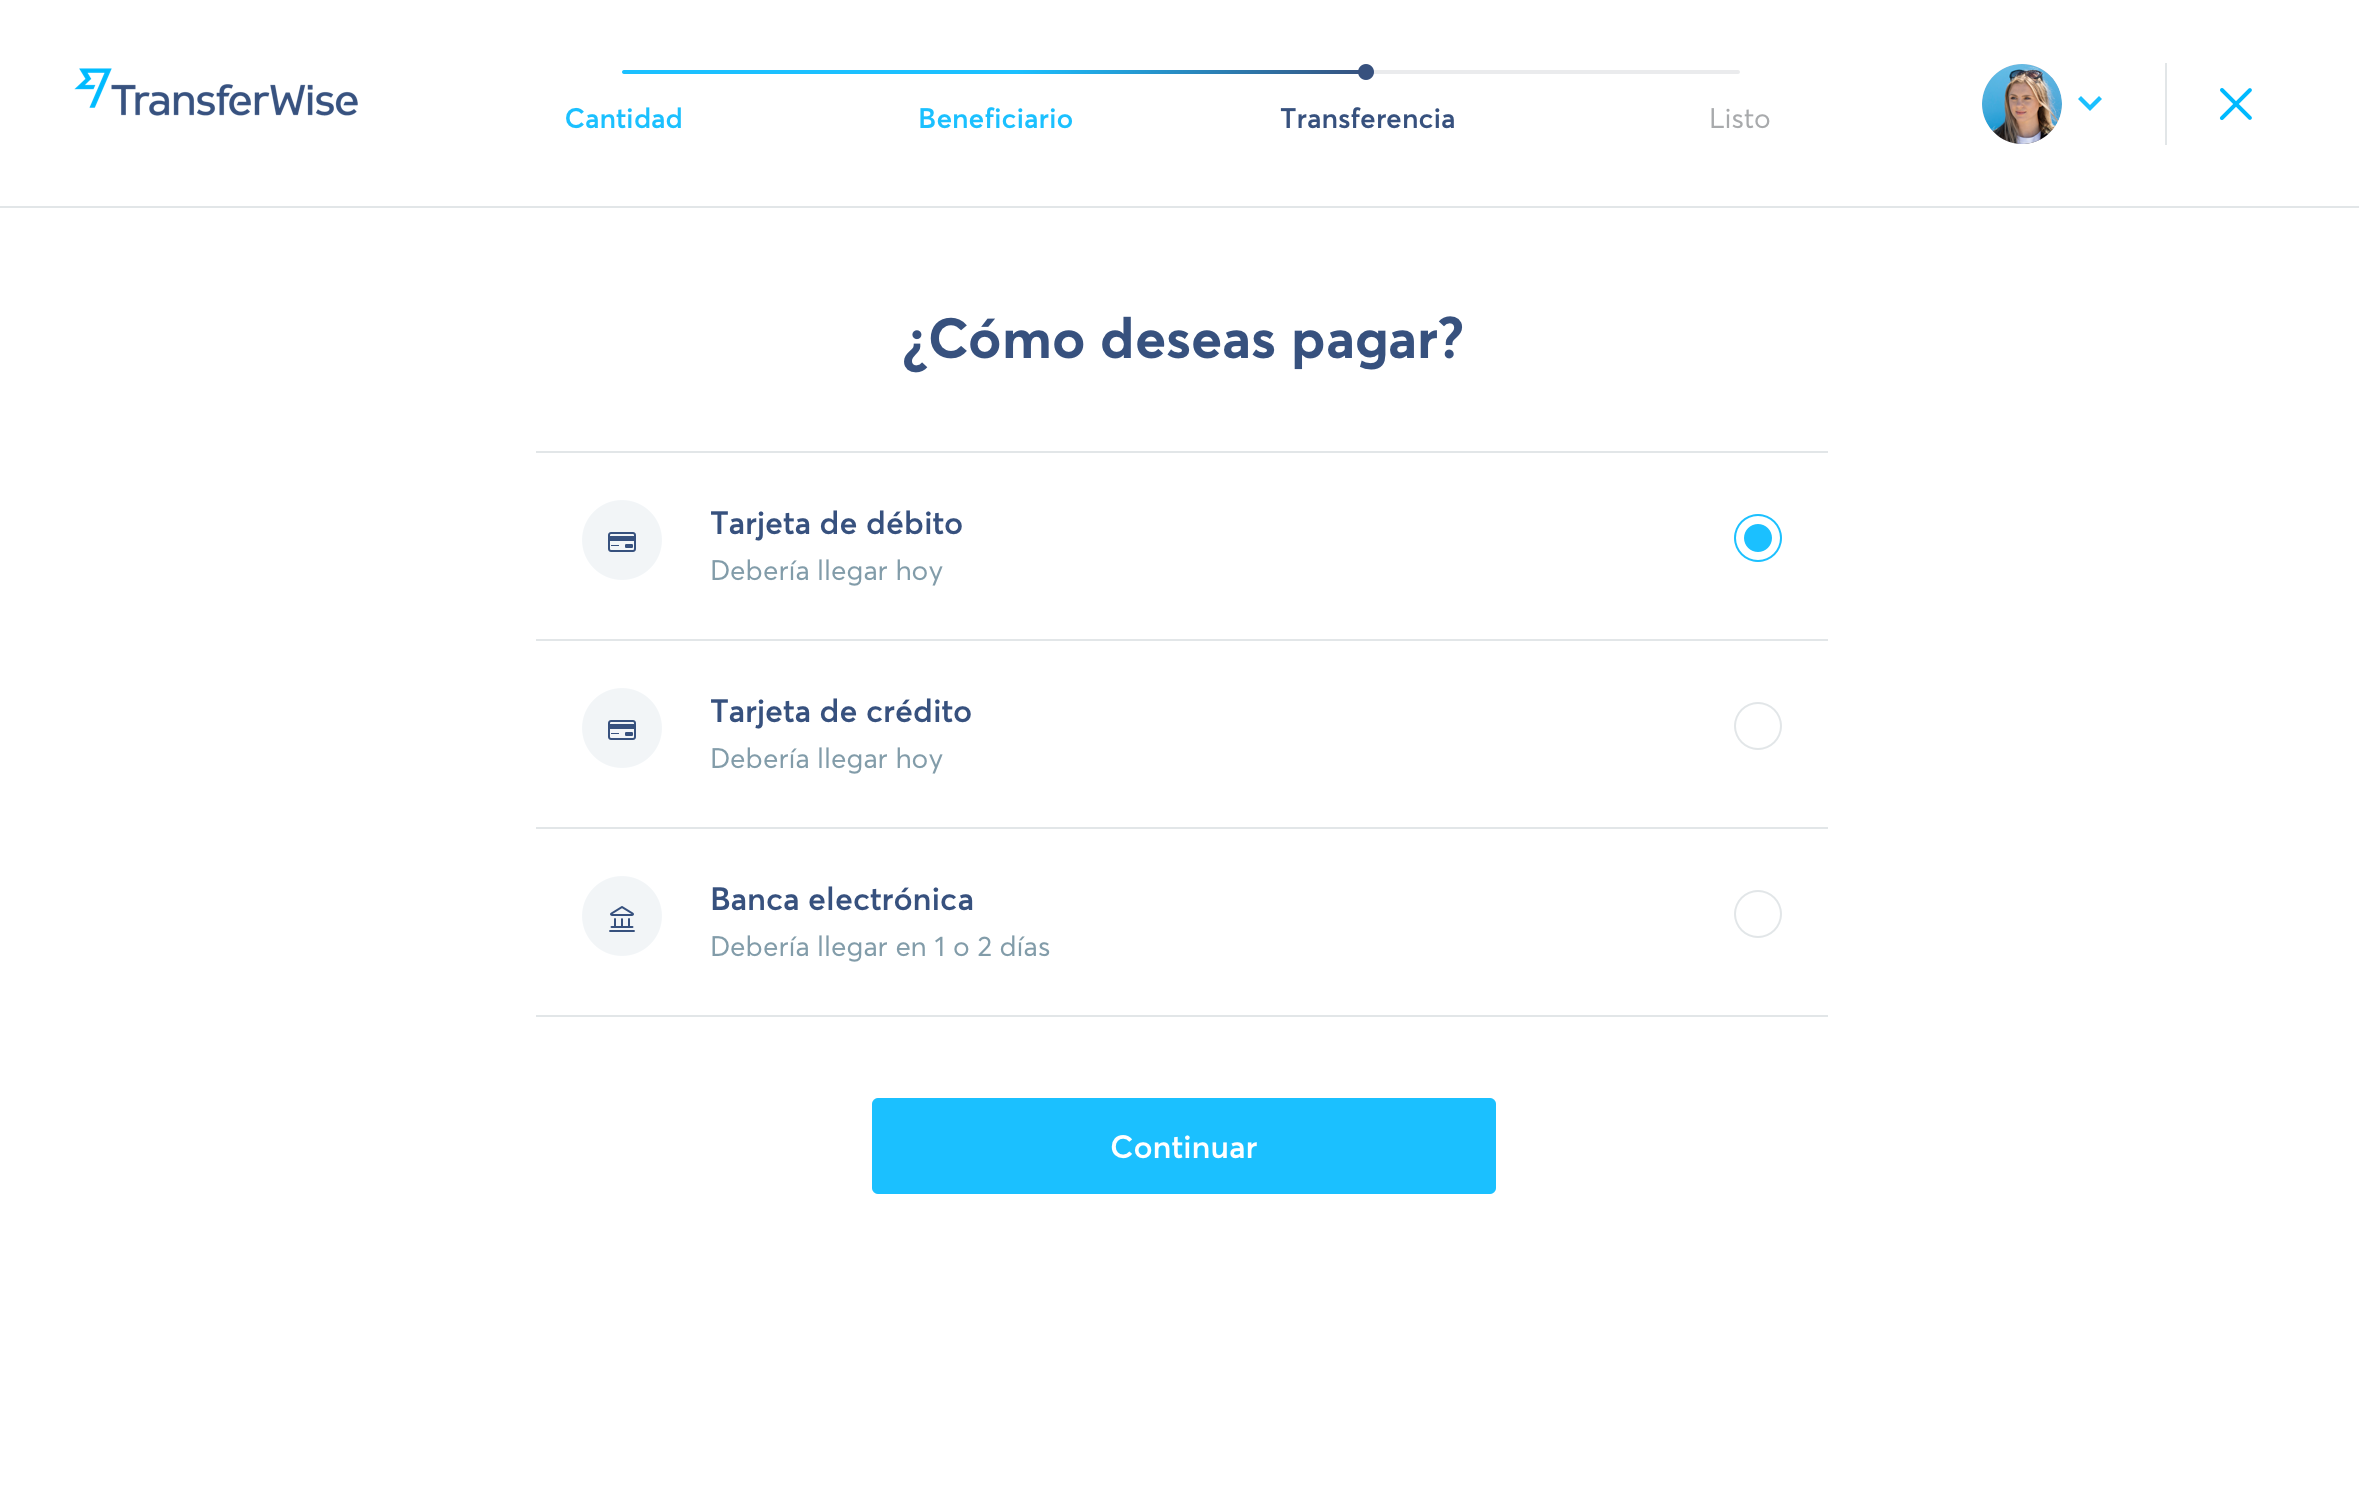 TransferWise
Cantidad
Beneficiario
Transferencia
Listo
¿Cómo deseas pagar?
Tarjeta de débito
Debería llegar hoy
Tarjeta de crédito
Debería llegar hoy
Banca electrónica
Debería llegar en 1 o 2 días
Continuar